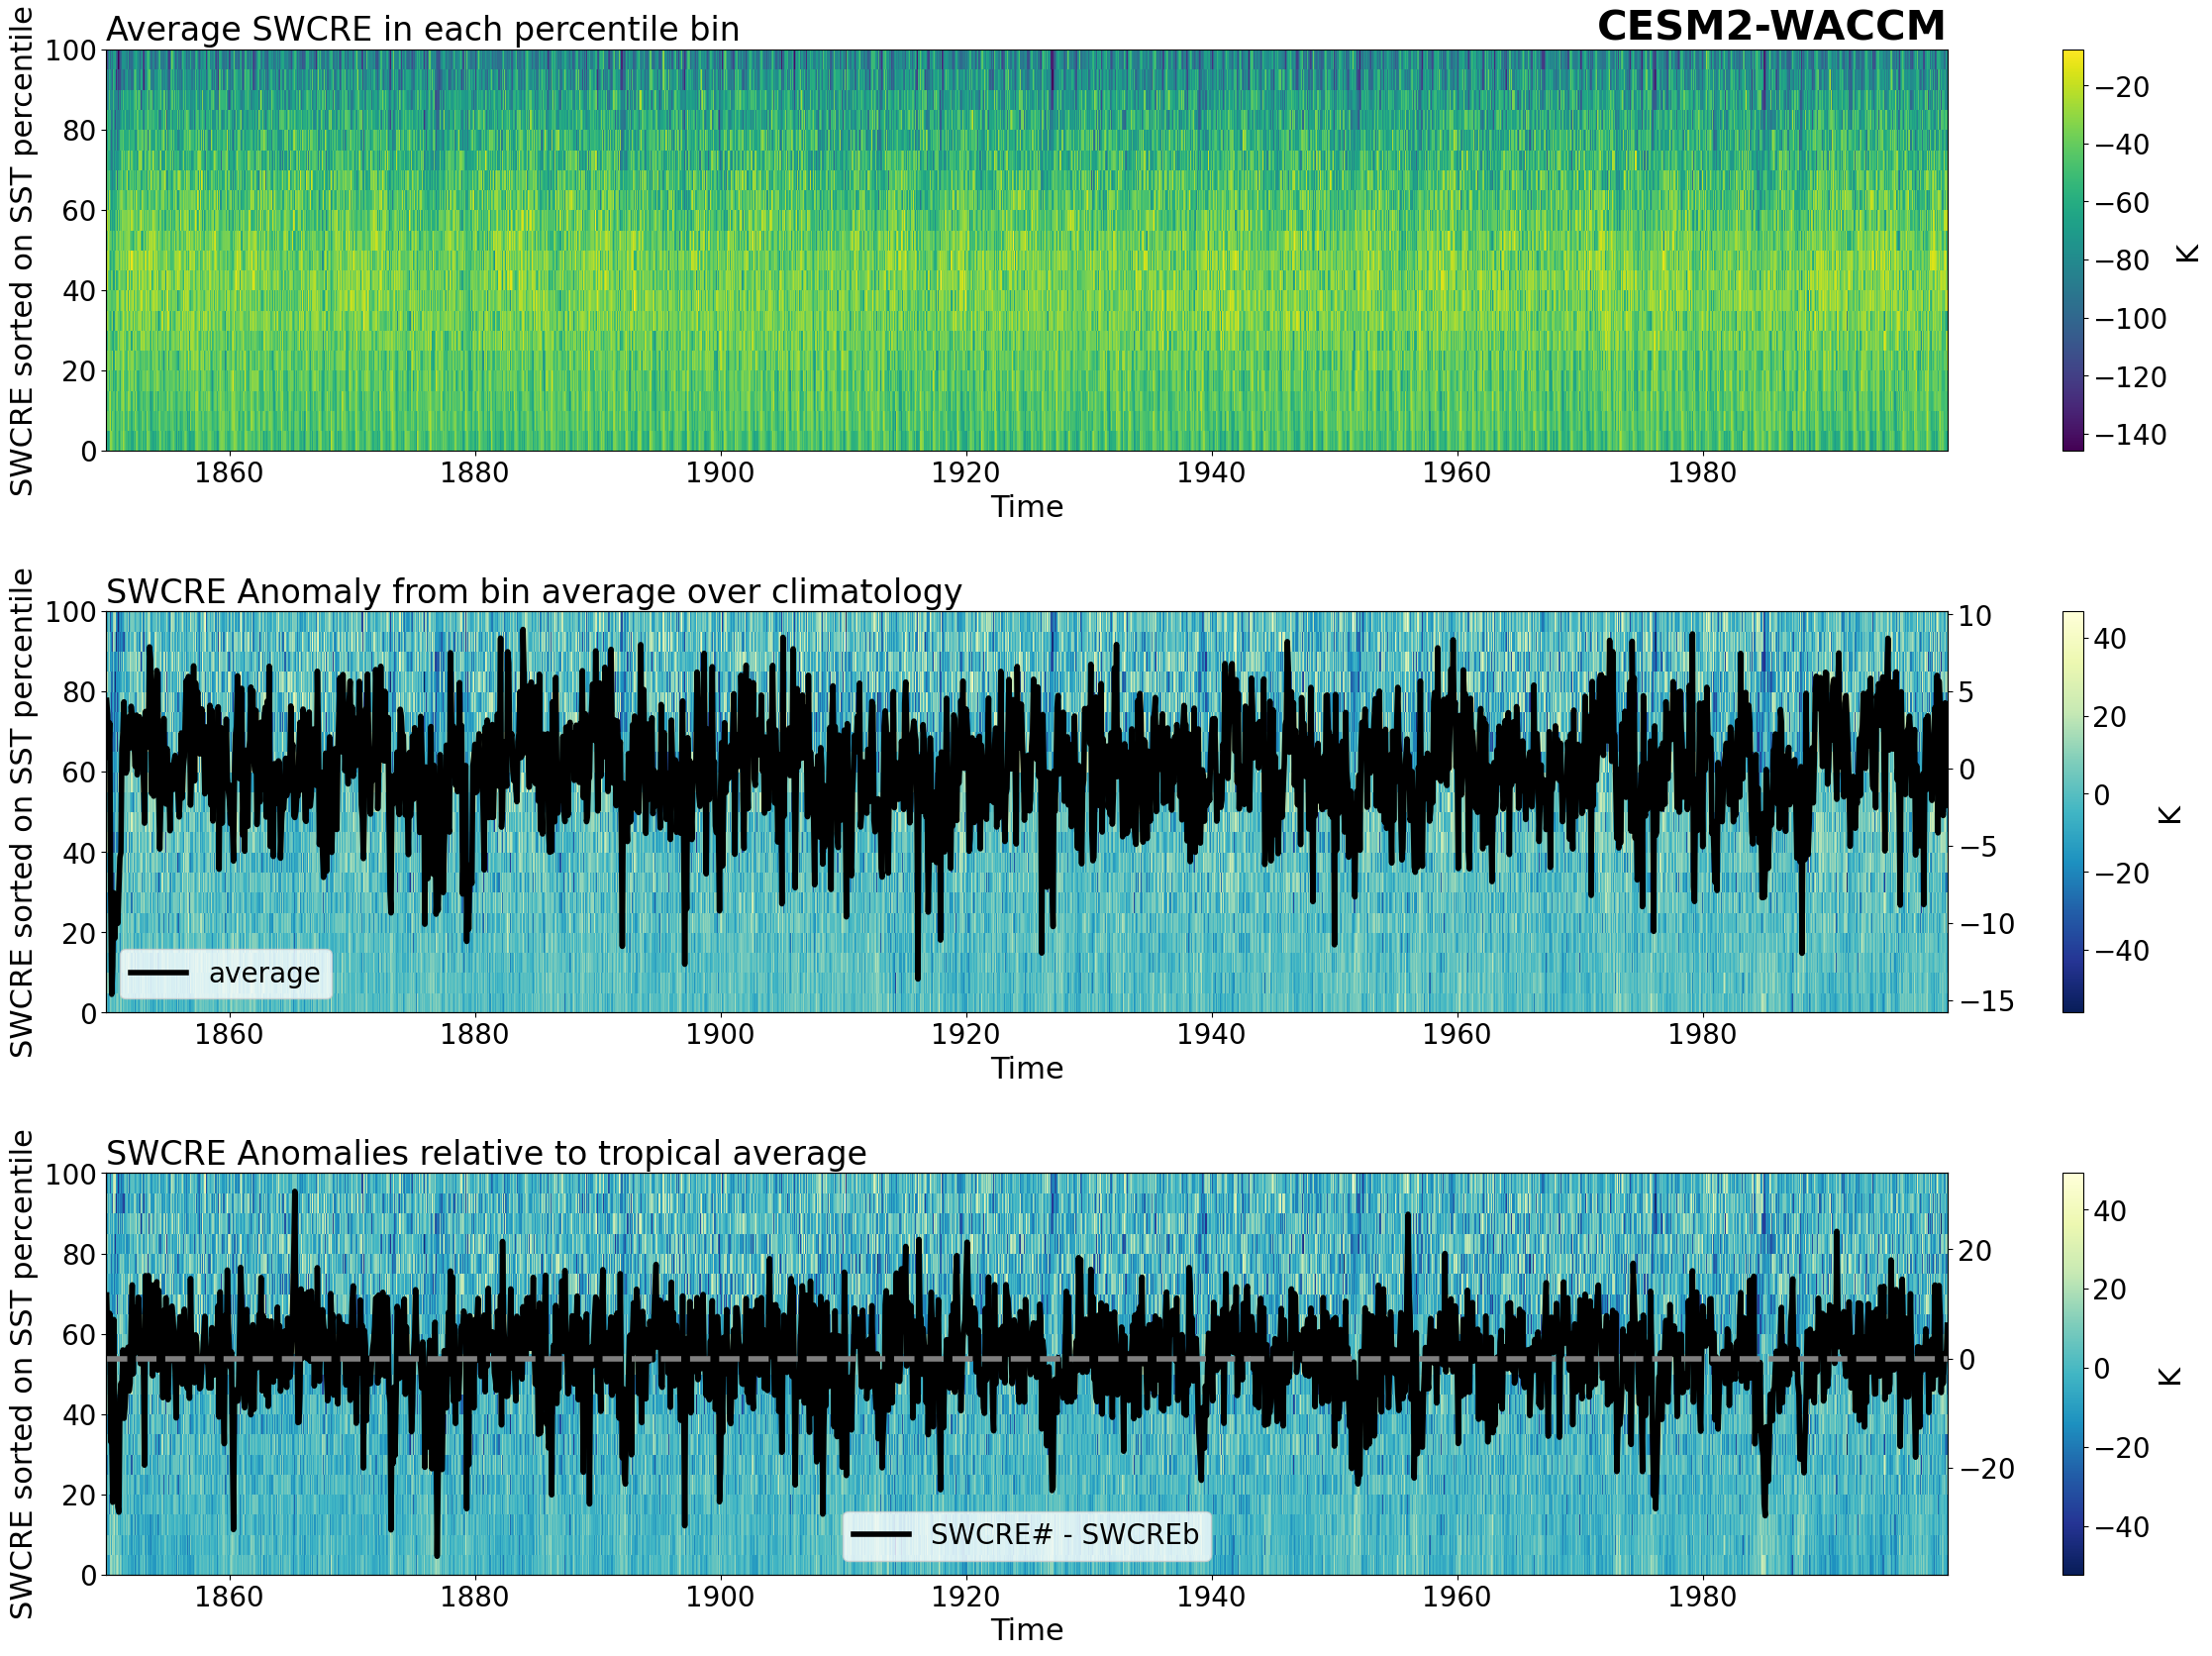 Average SWCRE in each percentile bin
CESM2-WACCM
SWCRE sorted on SST percentile
100
80
60
40
20
0
1860 1880 1900 1920 1940 1960 1980
Time
−20
−40
−60
−80
−100
−120
−140
K
SWCRE Anomaly from bin average over climatology
SWCRE sorted on SST percentile
100
80
60
40
20
0
average
1860 1880 1900 1920 1940 1960 1980
Time
10
5
0
−5
−10
−15
40
20
0
−20
−40
K
SWCRE Anomalies relative to tropical average
SWCRE sorted on SST percentile
100
80
60
40
20
0
SWCRE# - SWCREb
1860 1880 1900 1920 1940 1960 1980
Time
20
0
−20
40
20
0
−20
−40
K